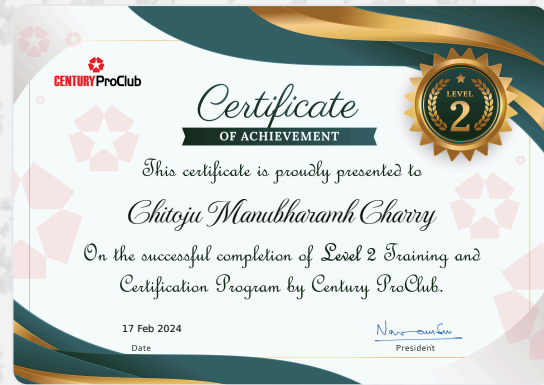 CENTURY ProClub
Certificate
OF ACHIEVEMENT
LEVEL
2
This certificate is proudly presented to
Chitoju Manubharamh Charry
On the successful completion of Level 2 Training and
Certification Program by Century ProClub.
17 Feb 2024
Date
President